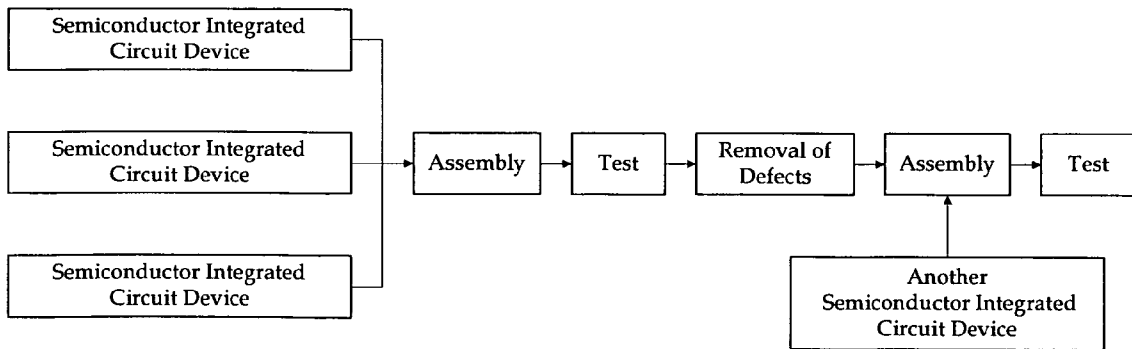 Semiconductor Integrated
Circuit Device
Semiconductor Integrated
Circuit Device
Semiconductor Integrated
Circuit Device
Assembly
Test
Removal of
Defects
Assembly
Test
Another
Semiconductor Integrated
Circuit Device